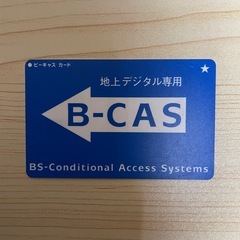 ●ビーキャス カード ★
地上デジタル専用
B-CAS
BS-Conditional Access Systems